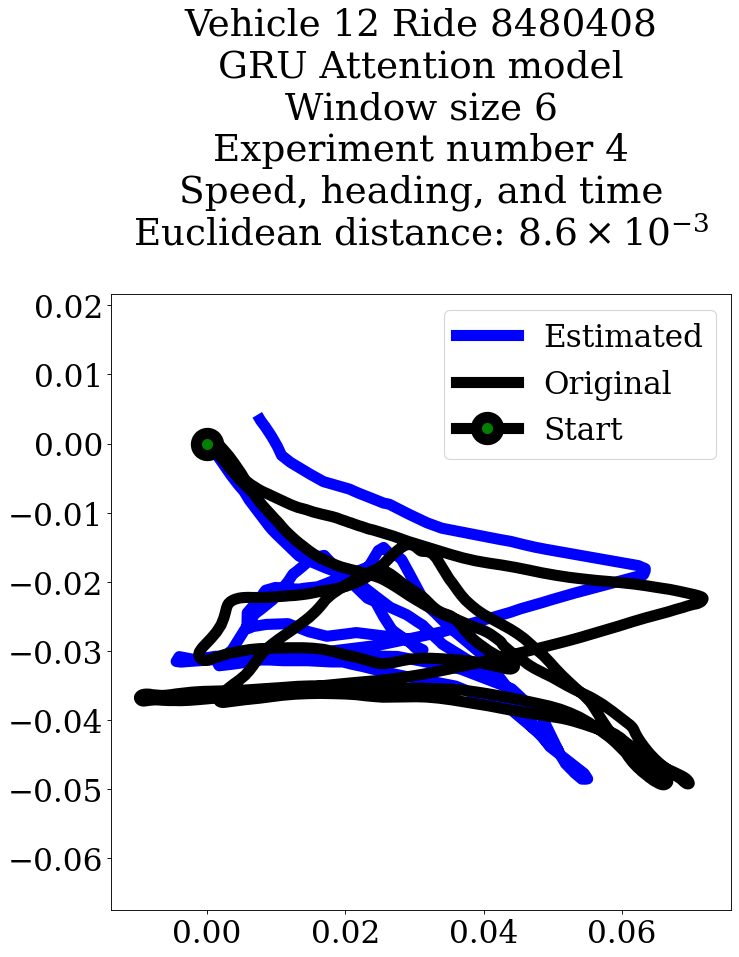 Vehicle 12 Ride 8480408
GRU Attention model
Window size 6
Experiment number 4
Speed, heading, and time
Euclidean distance: 8.6 × 10⁻³
Estimated
Original
Start
0.02
0.01
0.00
−0.01
−0.02
−0.03
−0.04
−0.05
−0.06
0.00 0.02 0.04 0.06